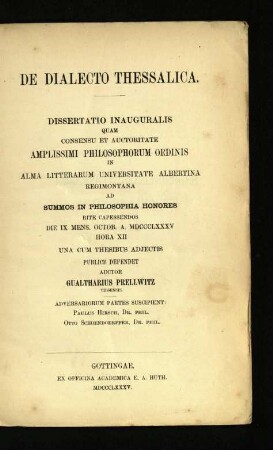 DE DIALECTO THESSALICA.
DISSERTATIO INAUGURALIS
QUAM
CONSENSU ET AUCTORITATE
AMPLISSIMI PHILOSOPHORUM ORDINIS
IN
ALMA LITTERARUM UNIVERSITATE ALBERTINA
REGIMONTANA
AD
SUMMOS IN PHILOSOPHIA HONORES
RITE CAPESSENDOS
DIE IX MENS. OCTOB. A. MDCCCLXXXV
HORA XII
UNA CUM THESIBUS ADJECTIS
PUBLICE DEFENDET
AUCTOR
GUALTHARIUS PRELLWITZ
ADVERSARIORUM PARTES SUSCIPIENT:
PAULUS HIRSCH, DR. PHIL.
OTTO SCHOENDOERFFER, DR. PHIL.
GOTTINGAE.
EX OFFICINA ACADEMICA E. A. HUTH.
MDCCCLXXXV.